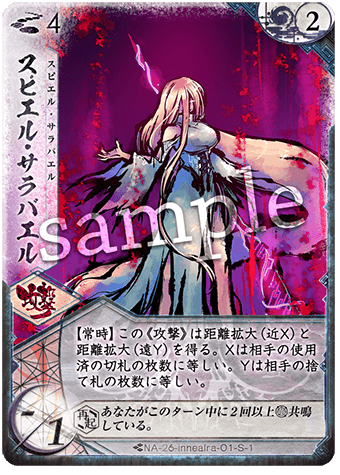 4
2
スピエル・サラバエル
スピエル・サラバエル
sample
攻撃
【常時】この《攻撃》は距離拡大(近X)と
距離拡大(遠Y)を得る。Xは相手の使用
済の切札の枚数に等しい。Yは相手の捨
て札の枚数に等しい。
-/1
再起 あなたがこのターン中に2回以上共鳴
している。
NA-26-innealra-O1-S-1